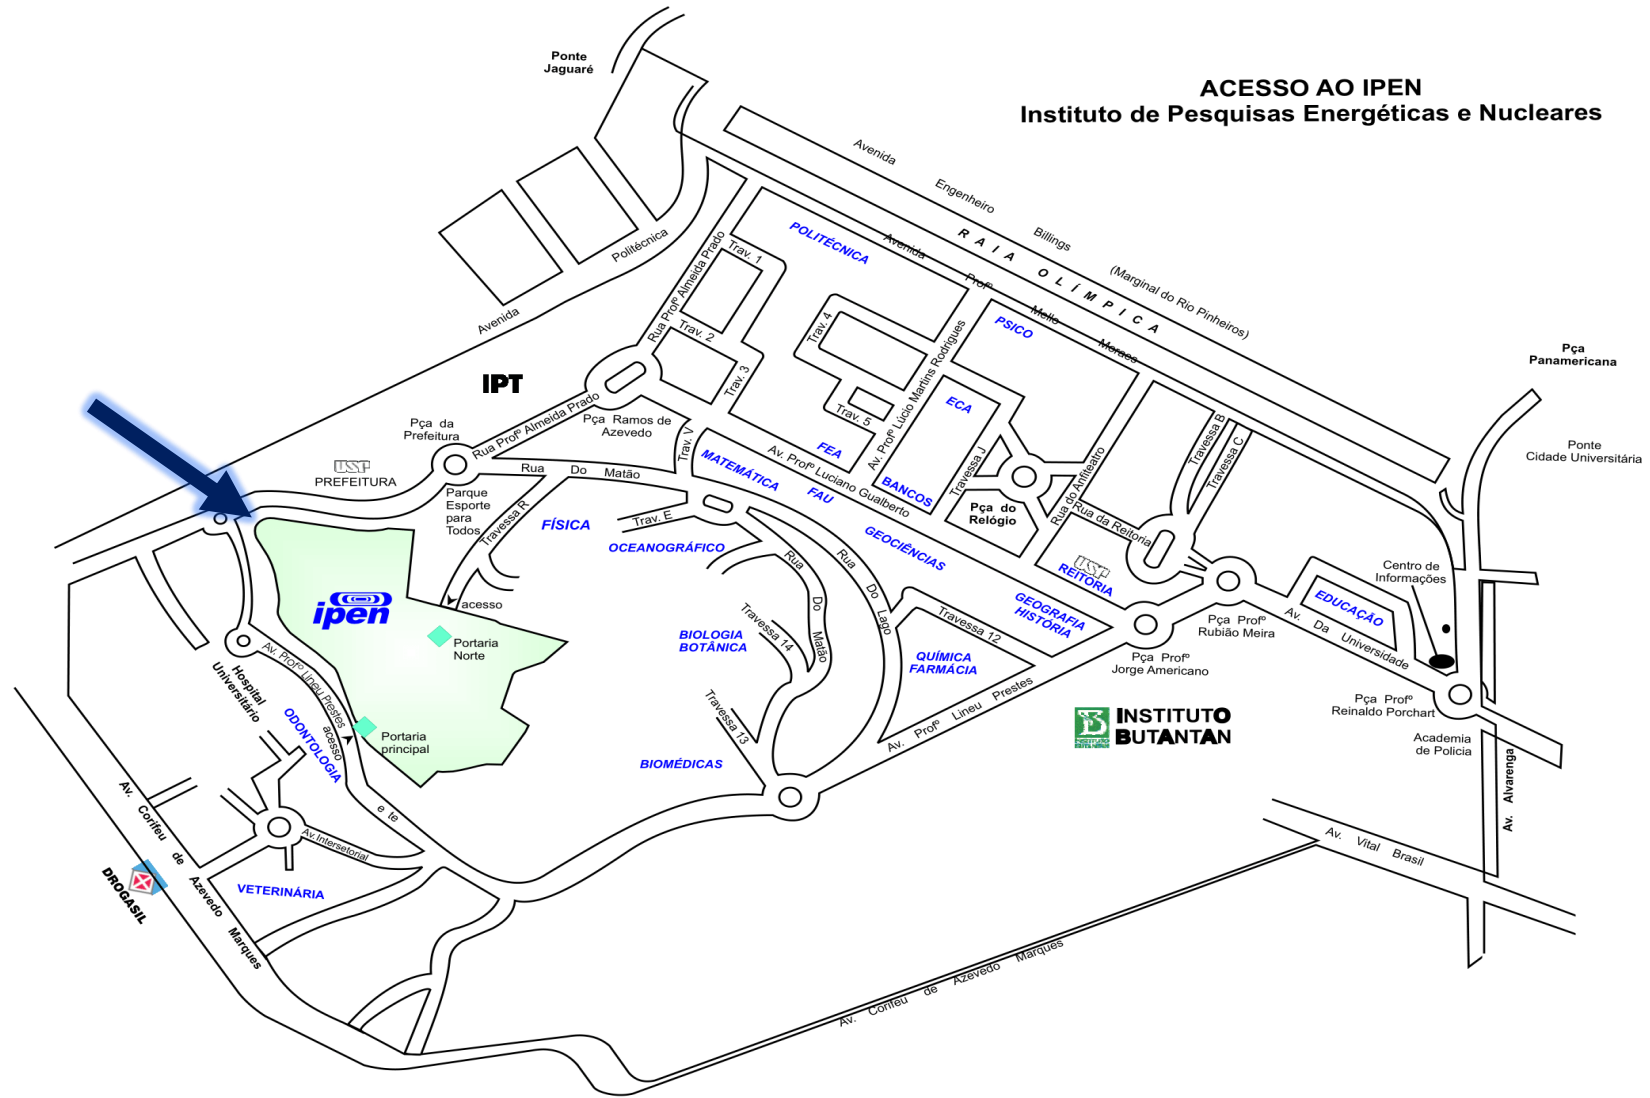 ACESSO AO IPEN
Instituto de Pesquisas Energéticas e Nucleares
Ponte
Jaguaré
Avenida Engenheiro Billings (Marginal do Rio Pinheiros)
RAIA OLÍMPICA
Avenida Profº Mello Moraes
Avenida Politécnica
POLITÉCNICA
PSICO
Pça
Panamericana
Ponte
Cidade Universitária
Rua Profº Almeida Prado
Trav. 1
Trav. 2
Trav. 3
Trav. 4
Trav. 5
Av. Profº Lúcio Martins Rodrigues
ECA
FEA
BANCOS
Travessa J
Travessa B
Travessa C
Rua do Anfiteatro
Rua da Reitoria
Pça do
Relógio
IPT
Pça da
Prefeitura
Rua Profº Almeida Prado
Pça Ramos de
Azevedo
Trav. V
MATEMÁTICA
Av. Profº Luciano Gualberto
FAU
GEOCIÊNCIAS
USP
PREFEITURA
Rua Do Matão
Parque
Esporte
para
Todos
Travessa R
FÍSICA
Trav. E
OCEANOGRÁFICO
Rua Do Matão
Rua Do Lago
USP
REITORIA
GEOGRAFIA
HISTÓRIA
Centro de
Informações
EDUCAÇÃO
Av. Da Universidade
Pça Profº
Rubião Meira
Pça Profº
Jorge Americano
Pça Profº
Reinaldo Porchart
Academia
de Policia
Av. Alvarenga
ipen
acesso
Portaria
Norte
Portaria
principal
acesso
Av. Profº Lineu Prestes
Hospital
Universitário
ODONTOLOGIA
BIOLOGIA
BOTÂNICA
Travessa 14
Travessa 13
Travessa 12
QUÍMICA
FARMÁCIA
Av. Profº Lineu Prestes
BIOMÉDICAS
INSTITUTO
BUTANTAN
e te
Av.Intersetorial
VETERINÁRIA
DROGASIL
Av. Corifeu de Azevedo Marques
Av. Vital Brasil
Av. Corifeu de Azevedo Marques